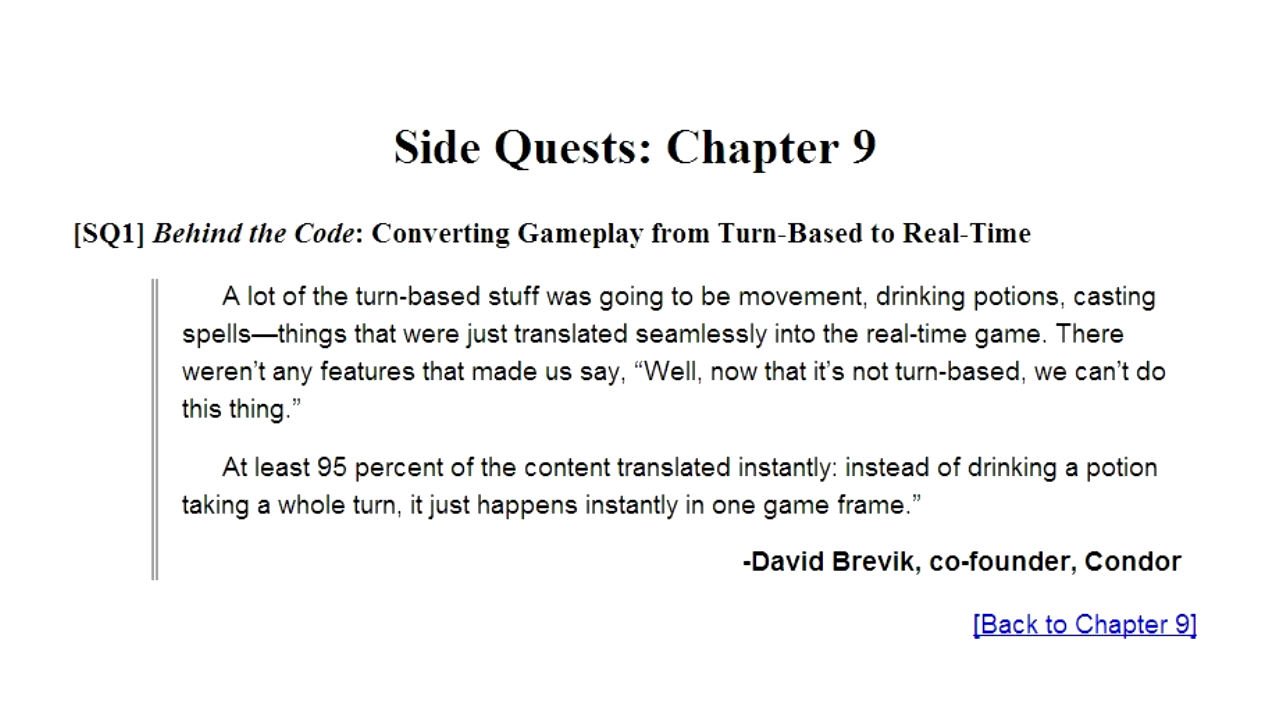 Side Quests: Chapter 9
[SQ1] Behind the Code: Converting Gameplay from Turn-Based to Real-Time
A lot of the turn-based stuff was going to be movement, drinking potions, casting
spells—things that were just translated seamlessly into the real-time game. There
weren’t any features that made us say, “Well, now that it’s not turn-based, we can’t do
this thing.”
At least 95 percent of the content translated instantly: instead of drinking a potion
taking a whole turn, it just happens instantly in one game frame.”
-David Brevik, co-founder, Condor
[Back to Chapter 9]